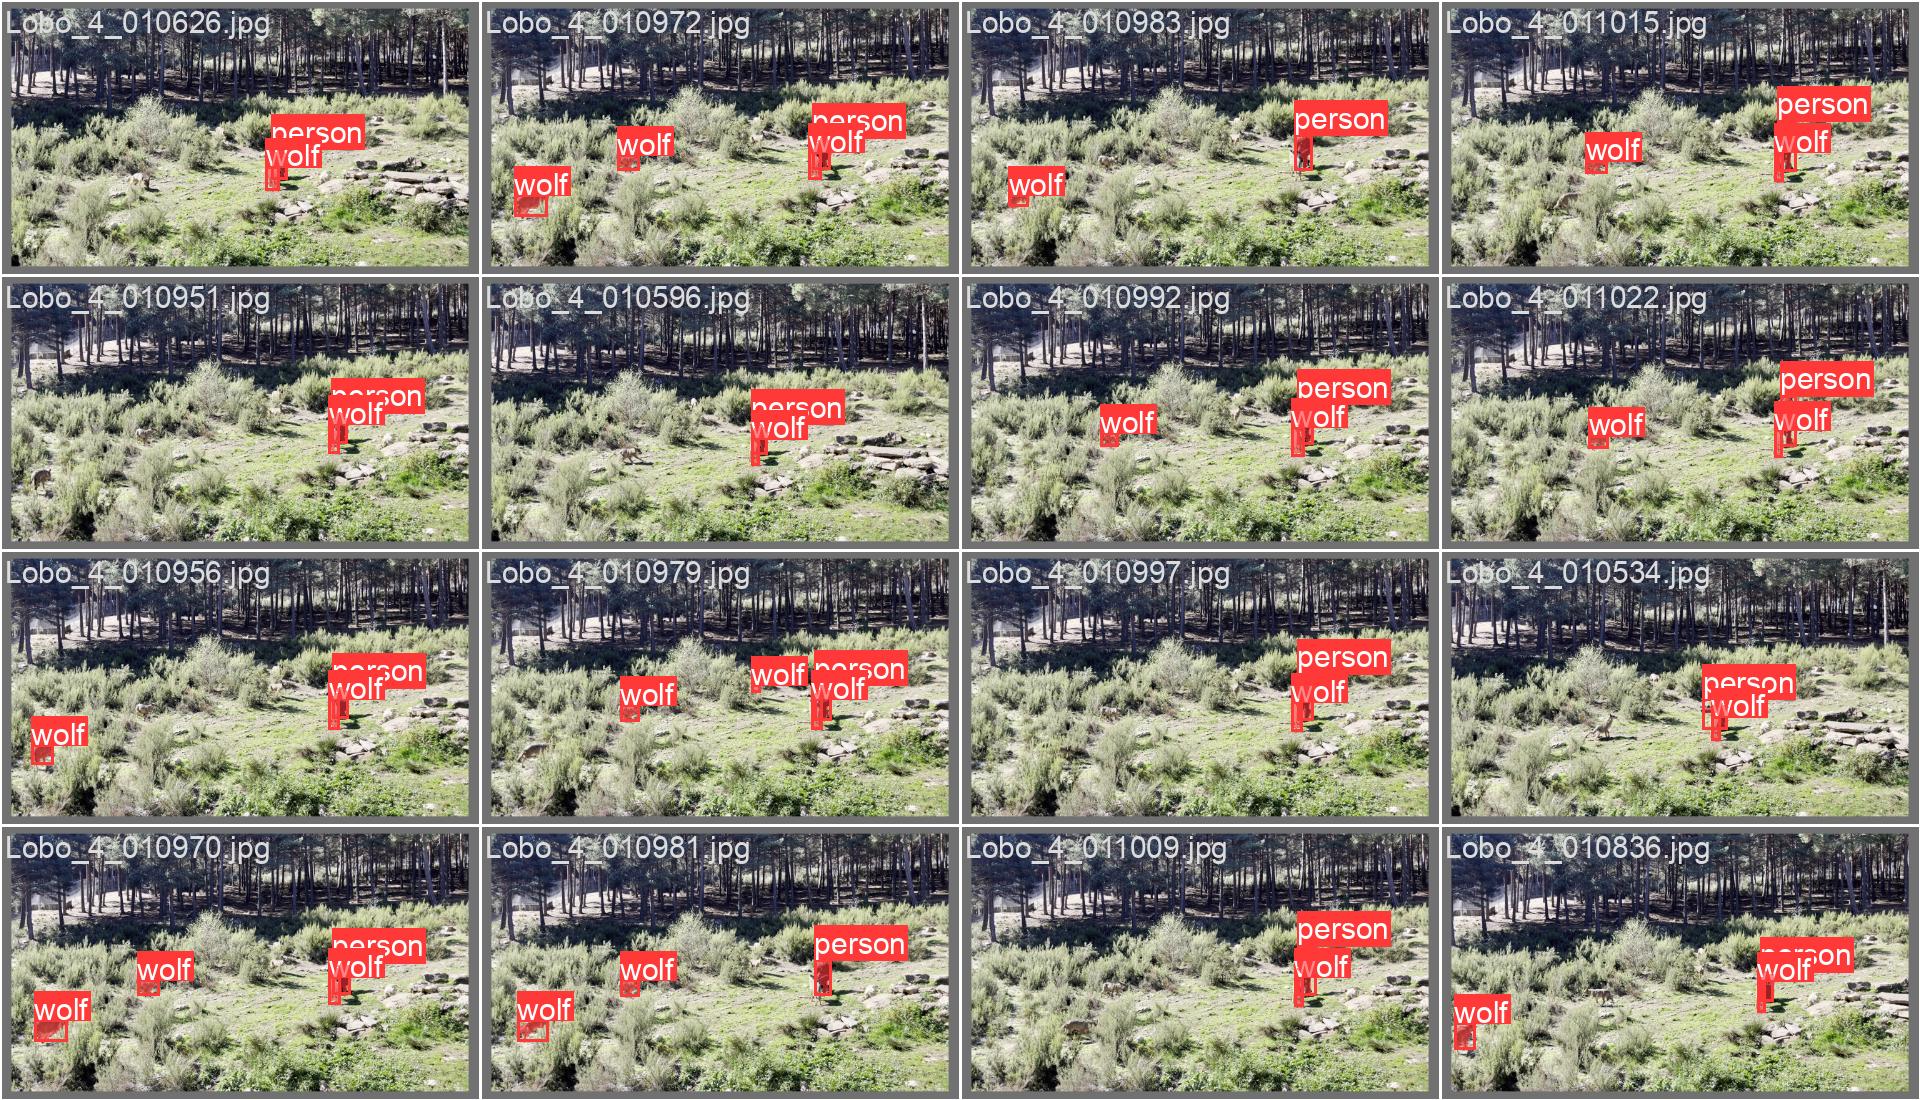 Lobo_4_010626.jpg
person
wolf
Lobo_4_010972.jpg
person
wolf
wolf
wolf
Lobo_4_010983.jpg
person
wolf
Lobo_4_011015.jpg
person
wolf
wolf
Lobo_4_010951.jpg
person
wolf
Lobo_4_010596.jpg
person
wolf
Lobo_4_010992.jpg
person
wolf
wolf
Lobo_4_011022.jpg
person
wolf
wolf
Lobo_4_010956.jpg
person
wolf
wolf
Lobo_4_010979.jpg
wolf
person
wolf
wolf
Lobo_4_010997.jpg
person
wolf
Lobo_4_010534.jpg
person
wolf
Lobo_4_010970.jpg
person
wolf
wolf
wolf
Lobo_4_010981.jpg
person
wolf
wolf
Lobo_4_011009.jpg
person
wolf
Lobo_4_010836.jpg
person
wolf
wolf